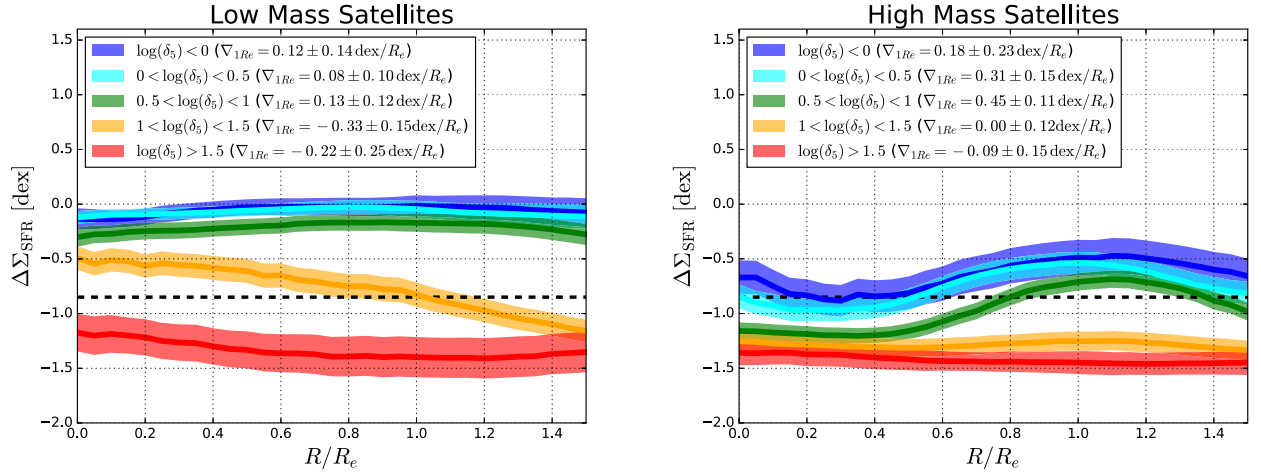 Low Mass Satellites
log(δ₅) < 0 (∇₁Re = 0.12 ± 0.14 dex/Rₑ)
0 < log(δ₅) < 0.5 (∇₁Re = 0.08 ± 0.10 dex/Rₑ)
0.5 < log(δ₅) < 1 (∇₁Re = 0.13 ± 0.12 dex/Rₑ)
1 < log(δ₅) < 1.5 (∇₁Re = −0.33 ± 0.15dex/Rₑ)
log(δ₅) > 1.5 (∇₁Re = −0.22 ± 0.25 dex/Rₑ)
1.5
1.0
0.5
0.0
−0.5
−1.0
−1.5
−2.0
ΔΣ_SFR [dex]
0.0 0.2 0.4 0.6 0.8 1.0 1.2 1.4
R/Rₑ
High Mass Satellites
log(δ₅) < 0 (∇₁Re = 0.18 ± 0.23 dex/Rₑ)
0 < log(δ₅) < 0.5 (∇₁Re = 0.31 ± 0.15 dex/Rₑ)
0.5 < log(δ₅) < 1 (∇₁Re = 0.45 ± 0.11 dex/Rₑ)
1 < log(δ₅) < 1.5 (∇₁Re = 0.00 ± 0.12dex/Rₑ)
log(δ₅) > 1.5 (∇₁Re = −0.09 ± 0.15 dex/Rₑ)
1.5
1.0
0.5
0.0
−0.5
−1.0
−1.5
−2.0
ΔΣ_SFR [dex]
0.0 0.2 0.4 0.6 0.8 1.0 1.2 1.4
R/Rₑ